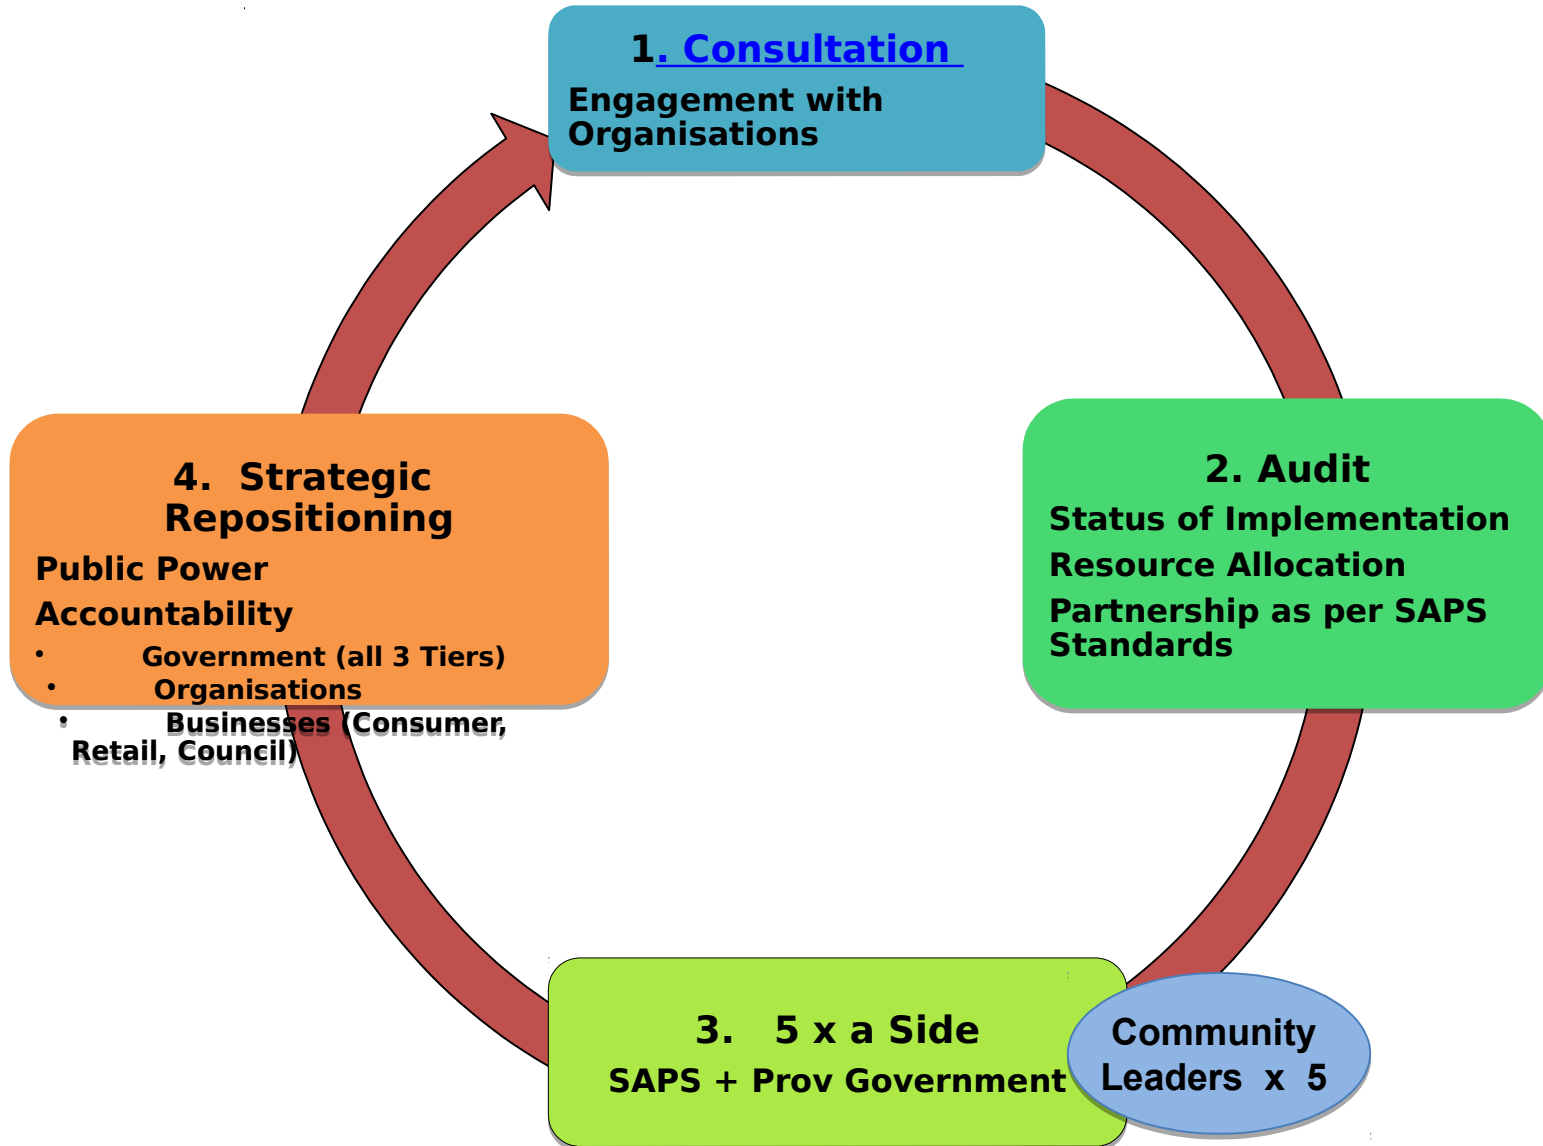 1. Consultation
Engagement with
Organisations
2. Audit
Status of Implementation
Resource Allocation
Partnership as per SAPS
Standards
3. 5 x a Side
SAPS + Prov Government
Community
Leaders x 5
4. Strategic
Repositioning
Public Power
Accountability
• Government (all 3 Tiers)
• Organisations
• Businesses (Consumer,
Retail, Council)